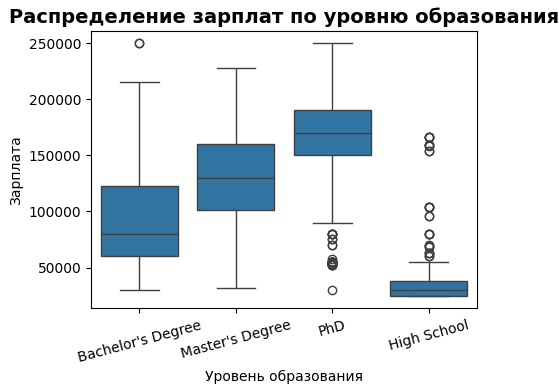 Распределение зарплат по уровню образования
250000
200000
150000
100000
50000
Зарплата
Bachelor's Degree
Master's Degree
PhD
High School
Уровень образования